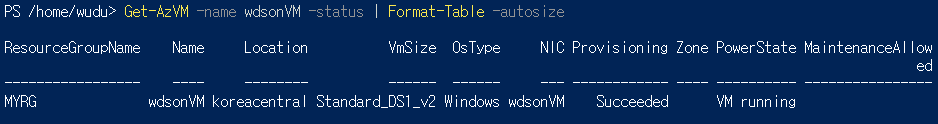 PS /home/wudu> Get-AzVM -name wdsonVM -status | Format-Table -autosize
ResourceGroupName Name Location VmSize OsType NIC Provisioning Zone PowerState MaintenanceAllow
ed
----------------- ---- -------- ------ ------ --- ------------ ---- ---------- ----------------
MYRG wdsonVM koreacentral Standard_DS1_v2 Windows wdsonVM Succeeded VM running